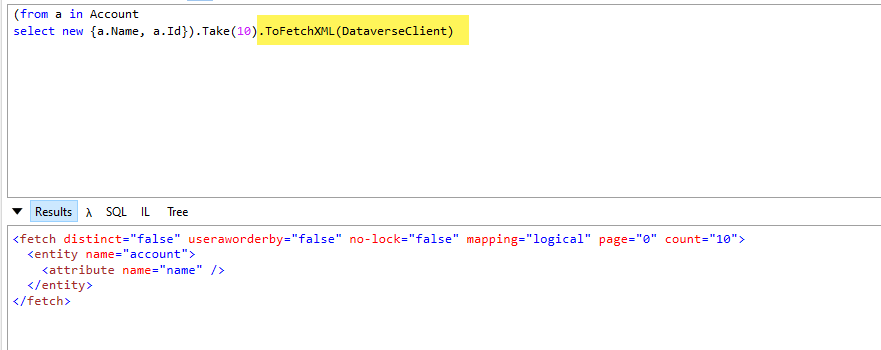 (from a in Account
select new {a.Name, a.Id}).Take(10).ToFetchXML(DataverseClient)
Results λ SQL IL Tree
<fetch distinct="false" useraworderby="false" no-lock="false" mapping="logical" page="0" count="10">
<entity name="account">
<attribute name="name" />
</entity>
</fetch>